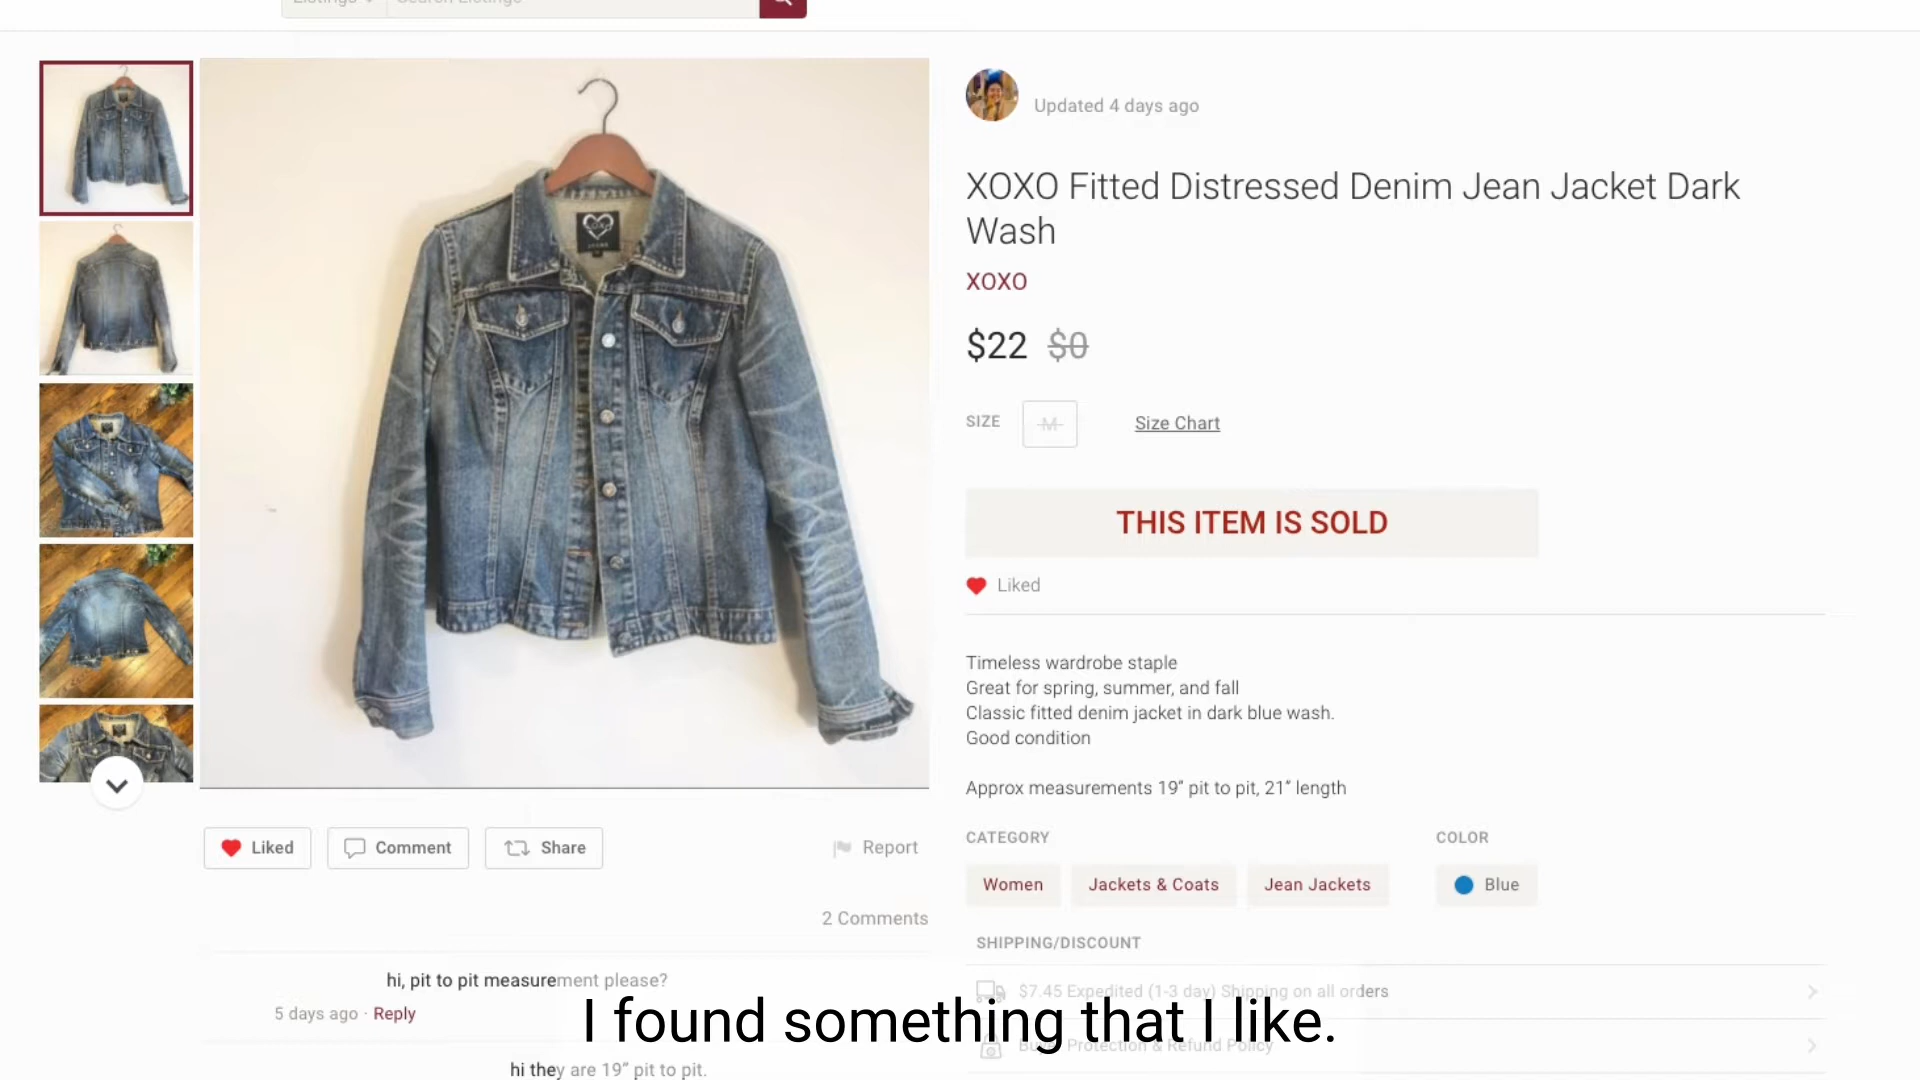 Listings
Search Listings
Updated 4 days ago
XOXO Fitted Distressed Denim Jean Jacket Dark
Wash
XOXO
$22 $0
SIZE M Size Chart
THIS ITEM IS SOLD
Liked
Timeless wardrobe staple
Great for spring, summer, and fall
Classic fitted denim jacket in dark blue wash.
Good condition
Approx measurements 19” pit to pit, 21” length
CATEGORY
Women Jackets & Coats Jean Jackets
COLOR
Blue
SHIPPING/DISCOUNT
$7.45 Expedited (1-3 day) Shipping on all orders
Protection & Refund Policy
Liked Comment Share Report
2 Comments
hi, pit to pit measurement please?
5 days ago · Reply
hi they are 19” pit to pit.
I found something that I like.